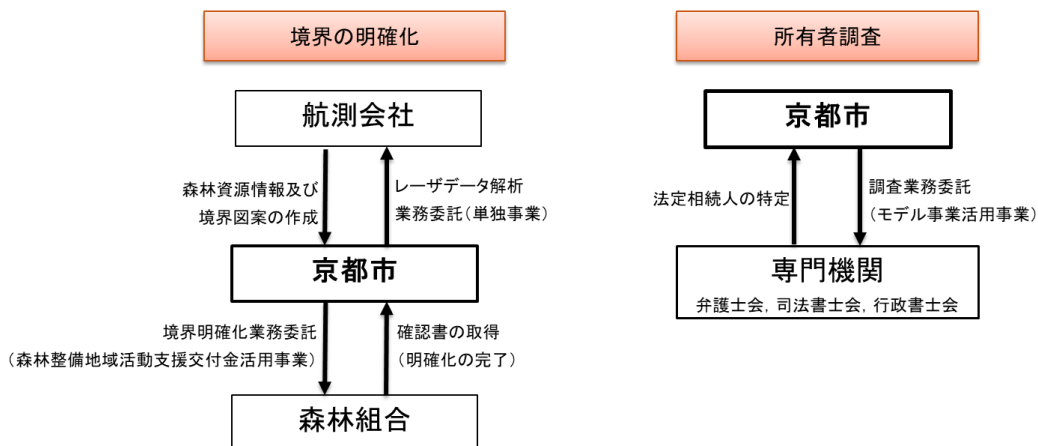 境界の明確化
航測会社
森林資源情報及び
境界図案の作成
レーザデータ解析
業務委託(単独事業)
京都市
境界明確化業務委託
(森林整備地域活動支援交付金活用事業)
確認書の取得
(明確化の完了)
森林組合
所有者調査
京都市
法定相続人の特定
調査業務委託
(モデル事業活用事業)
専門機関
弁護士会, 司法書士会, 行政書士会